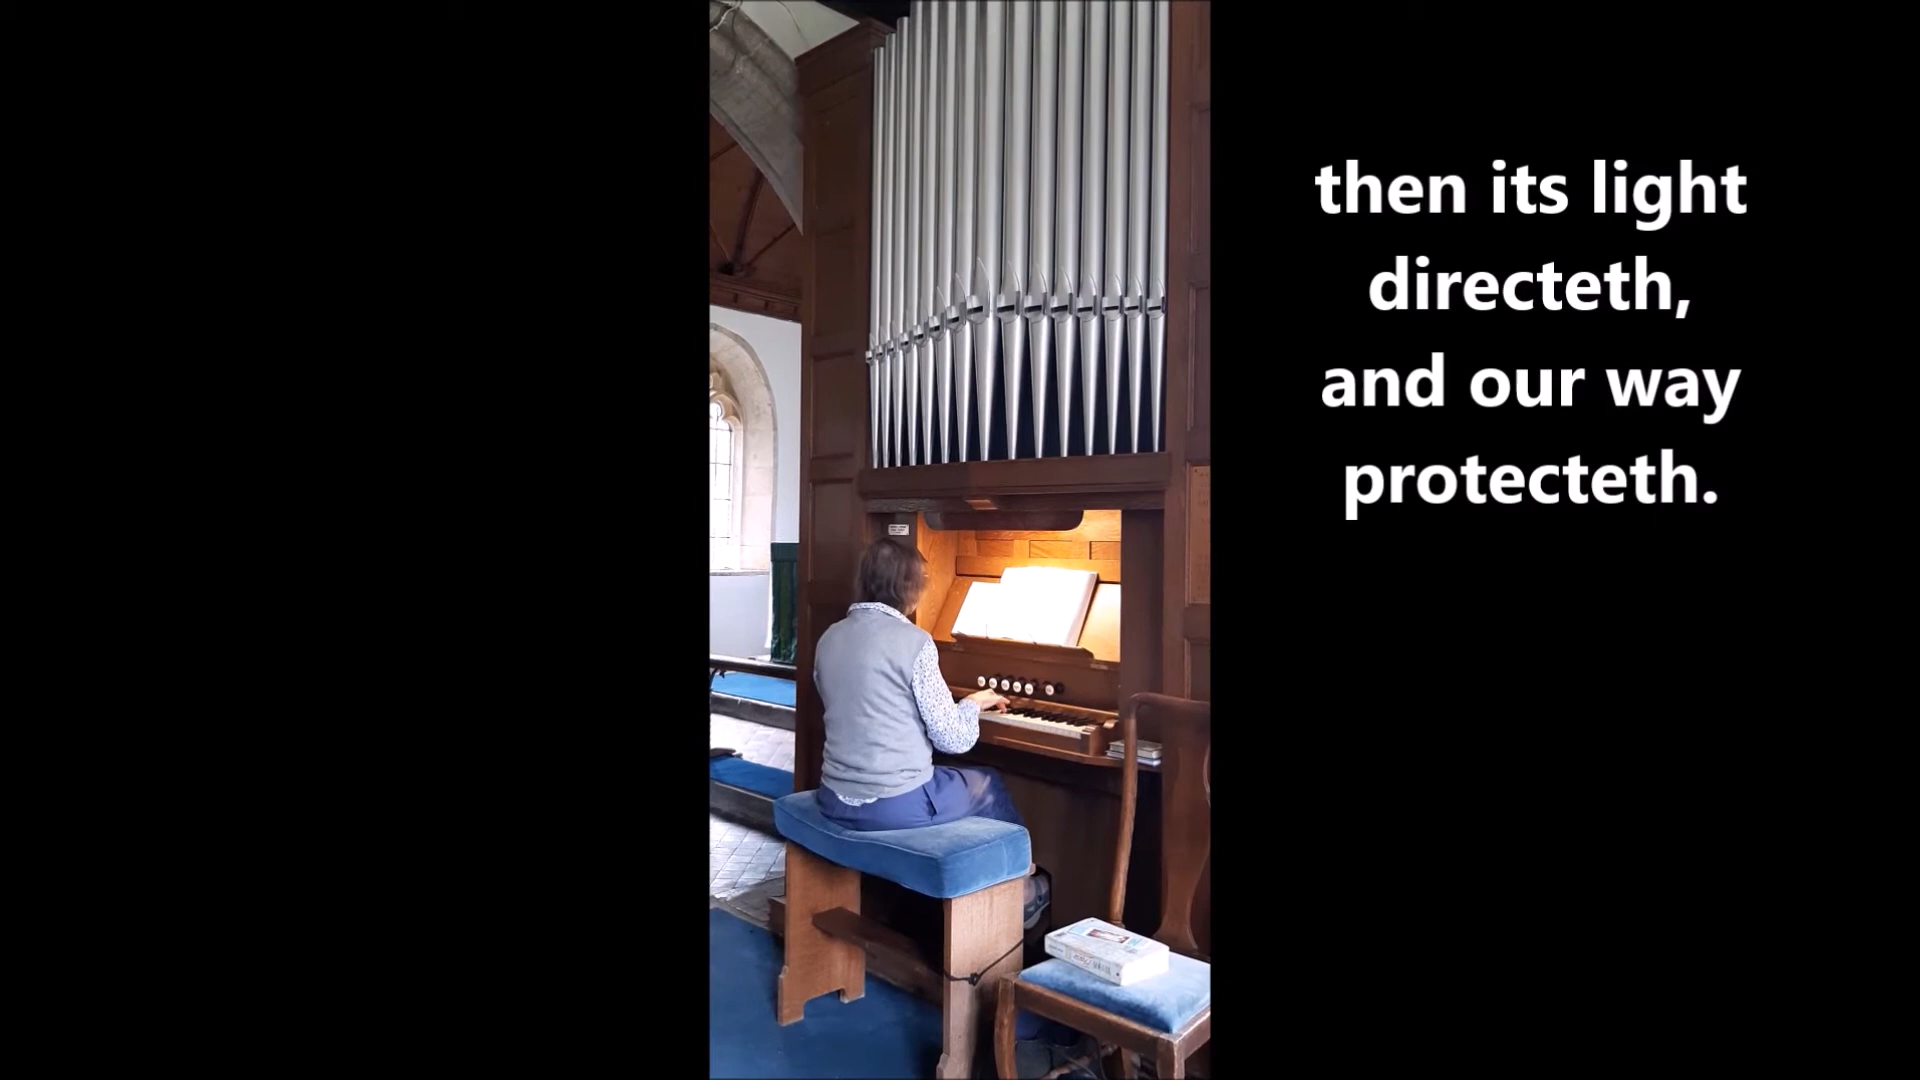 then its light
directeth,
and our way
protecteth.